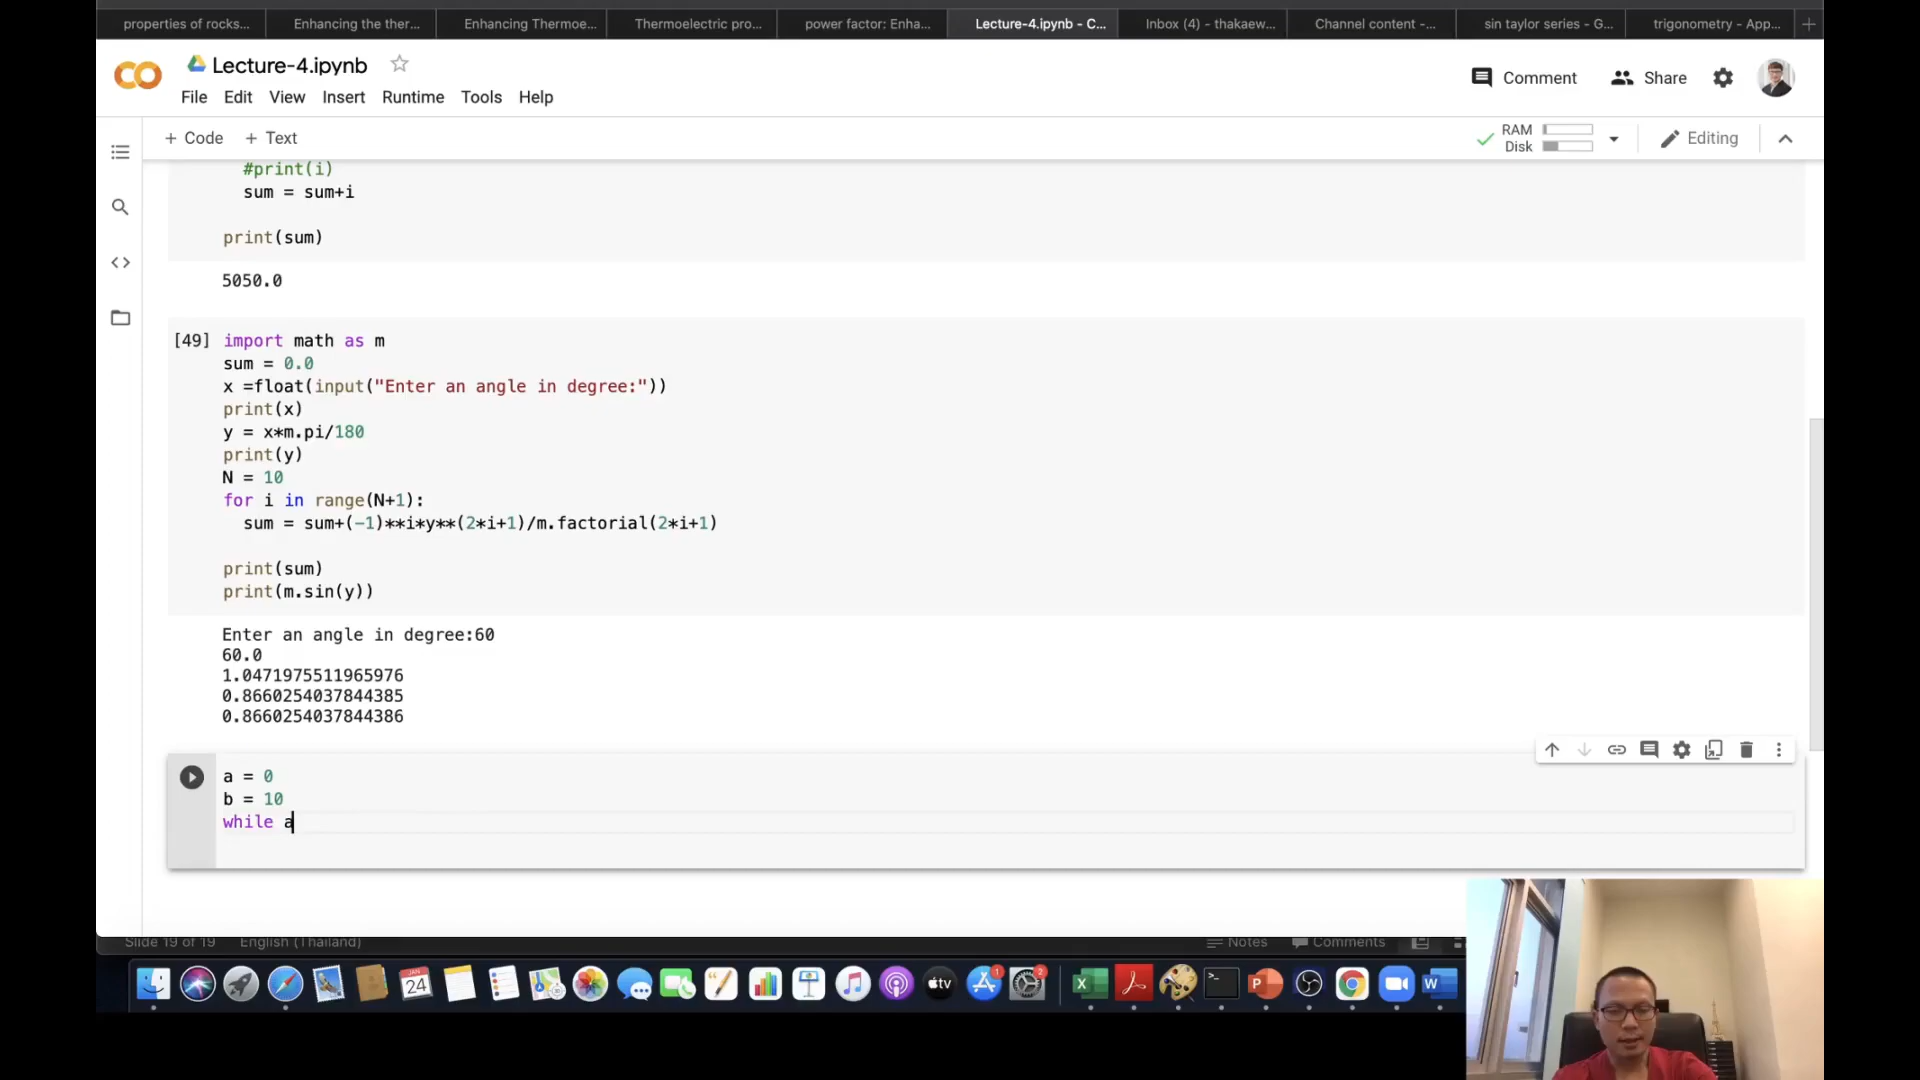 properties of rocks...
Enhancing the ther...
Enhancing Thermoe...
Thermoelectric pro...
power factor: Enha...
Lecture-4.ipynb - C...
Inbox (4) - thakaew...
Channel content -...
sin taylor series - G...
trigonometry - App...
Lecture-4.ipynb
Comment
Share
File Edit View Insert Runtime Tools Help
+ Code + Text
RAM
Disk
Editing
#print(i)
sum = sum+i
print(sum)
5050.0
[49] import math as m
sum = 0.0
x =float(input("Enter an angle in degree:"))
print(x)
y = x*m.pi/180
print(y)
N = 10
for i in range(N+1):
sum = sum+(-1)**i*y**(2*i+1)/m.factorial(2*i+1)
print(sum)
print(m.sin(y))
Enter an angle in degree:60
60.0
1.0471975511965976
0.8660254037844385
0.8660254037844386
a = 0
b = 10
while a
Slide 19 of 19 English (Thailand)
Notes Comments
JAN
24
tv
1
2
X
>_
P
W